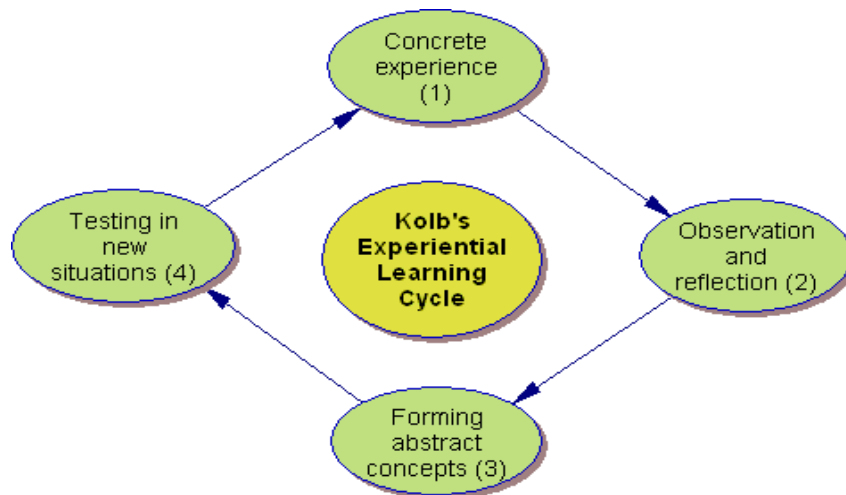 Concrete
experience
(1)
Kolb's
Experiential
Learning
Cycle
Observation
and
reflection (2)
Forming
abstract
concepts (3)
Testing in
new
situations (4)